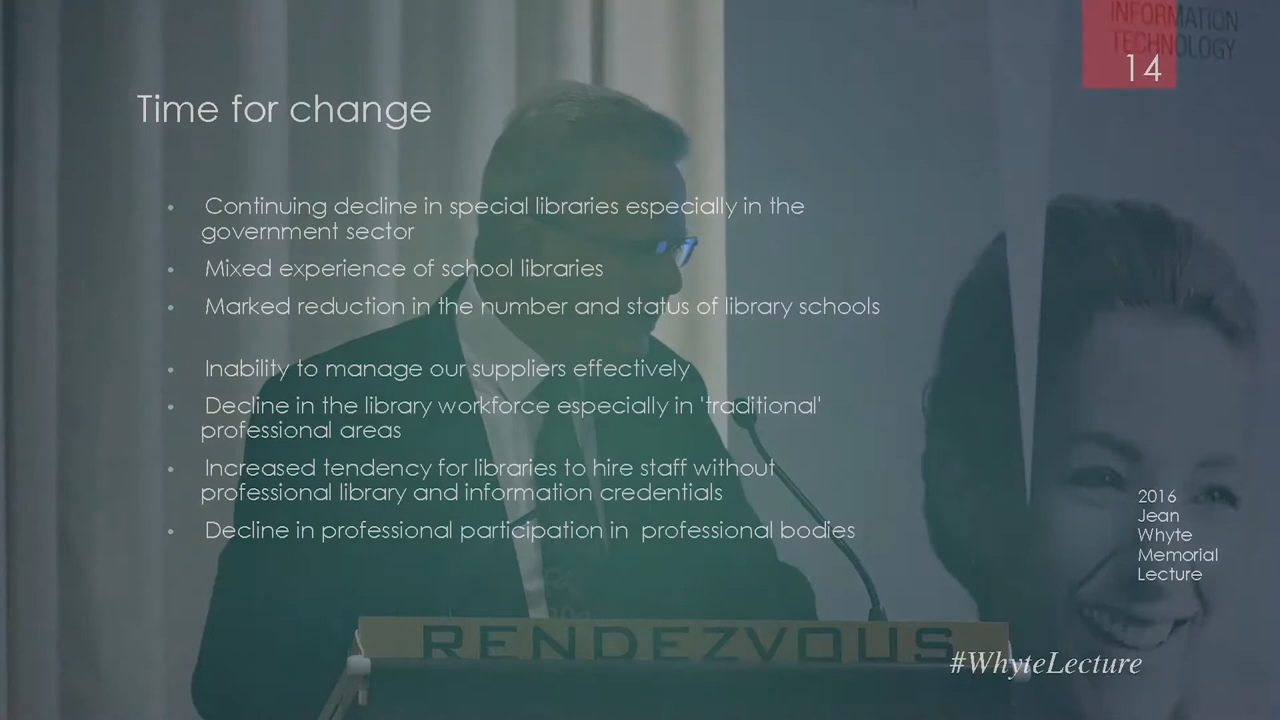 INFORMATION
TECHNOLOGY
14
Time for change
• Continuing decline in special libraries especially in the
government sector
• Mixed experience of school libraries
• Marked reduction in the number and status of library schools
• Inability to manage our suppliers effectively
• Decline in the library workforce especially in 'traditional'
professional areas
• Increased tendency for libraries to hire staff without
professional library and information credentials
• Decline in professional participation in professional bodies
2016
Jean
Whyte
Memorial
Lecture
RENDEZVOUS
#WhyteLecture